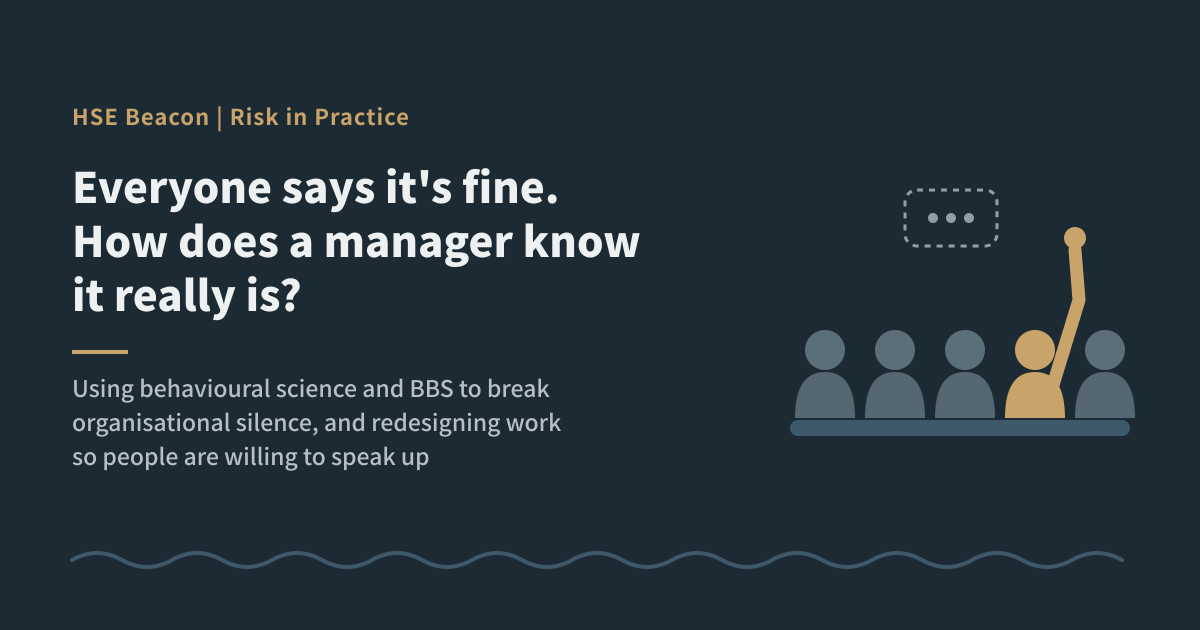 HSE Beacon | Risk in Practice
Everyone says it's fine.
How does a manager know
it really is?
Using behavioural science and BBS to break
organisational silence, and redesigning work
so people are willing to speak up